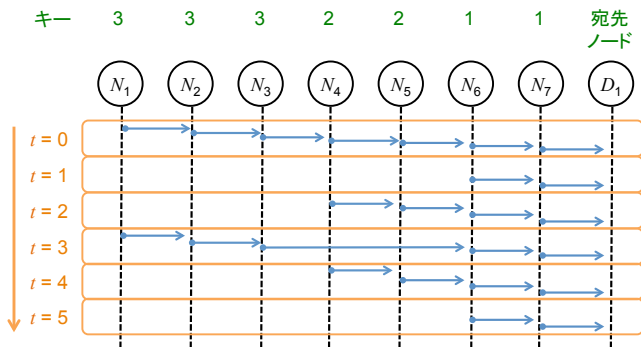 キー 3 3 3 2 2 1 1 宛先
ノード
N1 N2 N3 N4 N5 N6 N7 D1
t = 0
t = 1
t = 2
t = 3
t = 4
t = 5